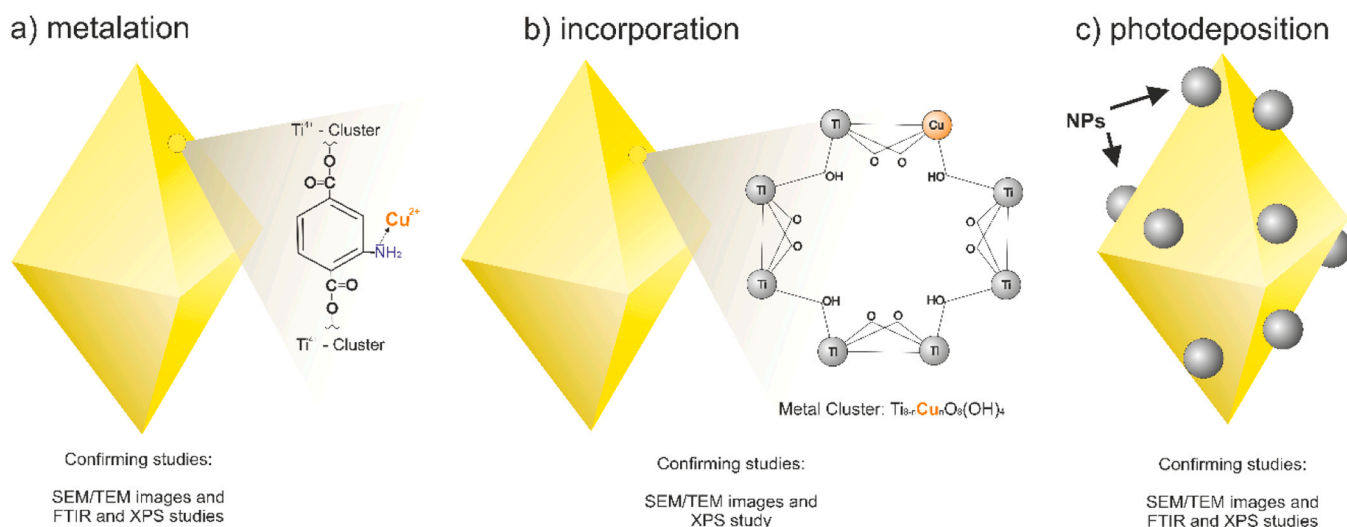 a) metalation
b) incorporation
c) photodeposition
Ti⁴⁺ - Cluster
O
O=C
Cu²⁺
NH₂
C=O
O
Ti⁴⁺ - Cluster
Ti
Cu
O
O
OH
HO
Ti
Ti
O
O
O
O
Ti
Ti
OH
HO
O
O
Ti
Ti
Metal Cluster: Ti₈₋ₙCuₙO₈(OH)₄
NPs
Confirming studies:
SEM/TEM images and
FTIR and XPS studies
Confirming studies:
SEM/TEM images and
XPS study
Confirming studies:
SEM/TEM images and
FTIR and XPS studies